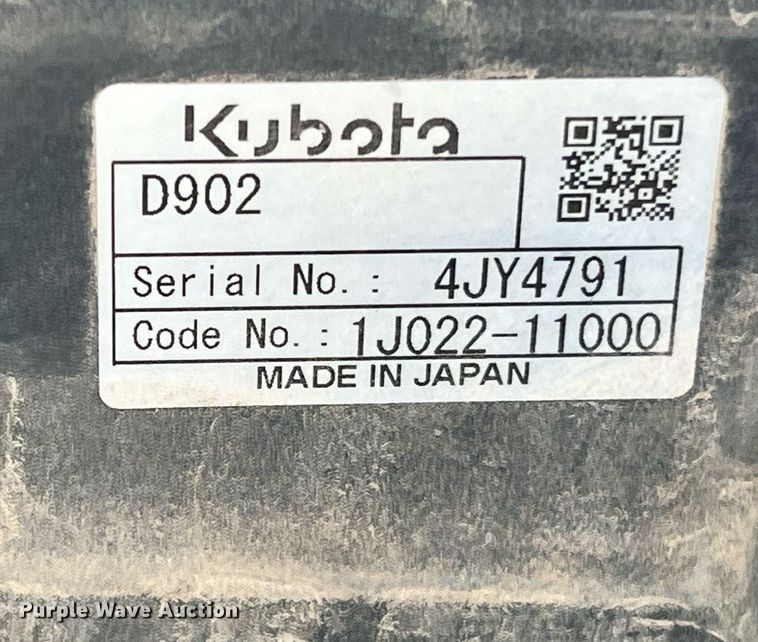 Kubota
D902
Serial No. : 4JY4791
Code No. : 1J022-11000
MADE IN JAPAN
Purple Wave Auction